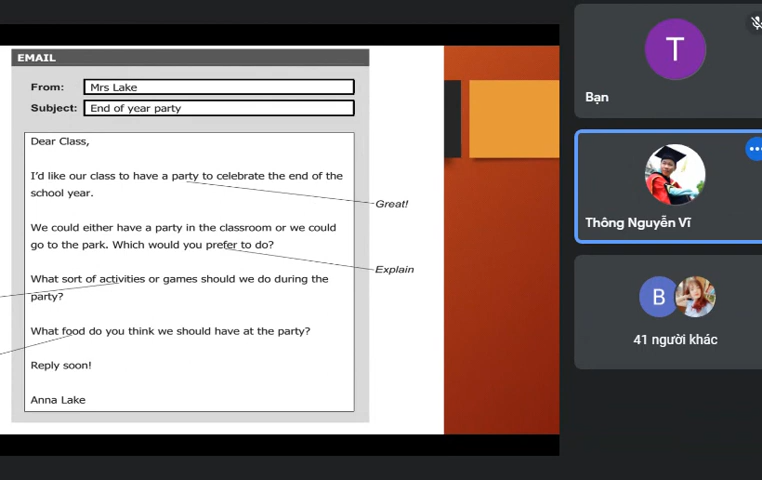 EMAIL
From: Mrs Lake
Subject: End of year party
Dear Class,
I'd like our class to have a party to celebrate the end of the
school year.
Great!
We could either have a party in the classroom or we could
go to the park. Which would you prefer to do?
Explain
What sort of activities or games should we do during the
party?
What food do you think we should have at the party?
Reply soon!
Anna Lake
T
Bạn
Thông Nguyễn Vĩ
B
41 người khác